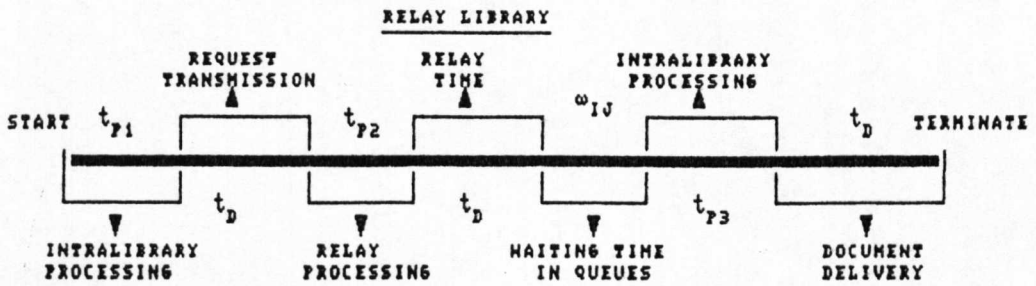 RELAY LIBRARY
REQUEST
TRANSMISSION
RELAY
TIME
INTRALIBRARY
PROCESSING
START
t_P1
t_P2
ω_IJ
t_D
TERMINATE
t_D
t_D
t_P3
INTRALIBRARY
PROCESSING
RELAY
PROCESSING
WAITING TIME
IN QUEUES
DOCUMENT
DELIVERY